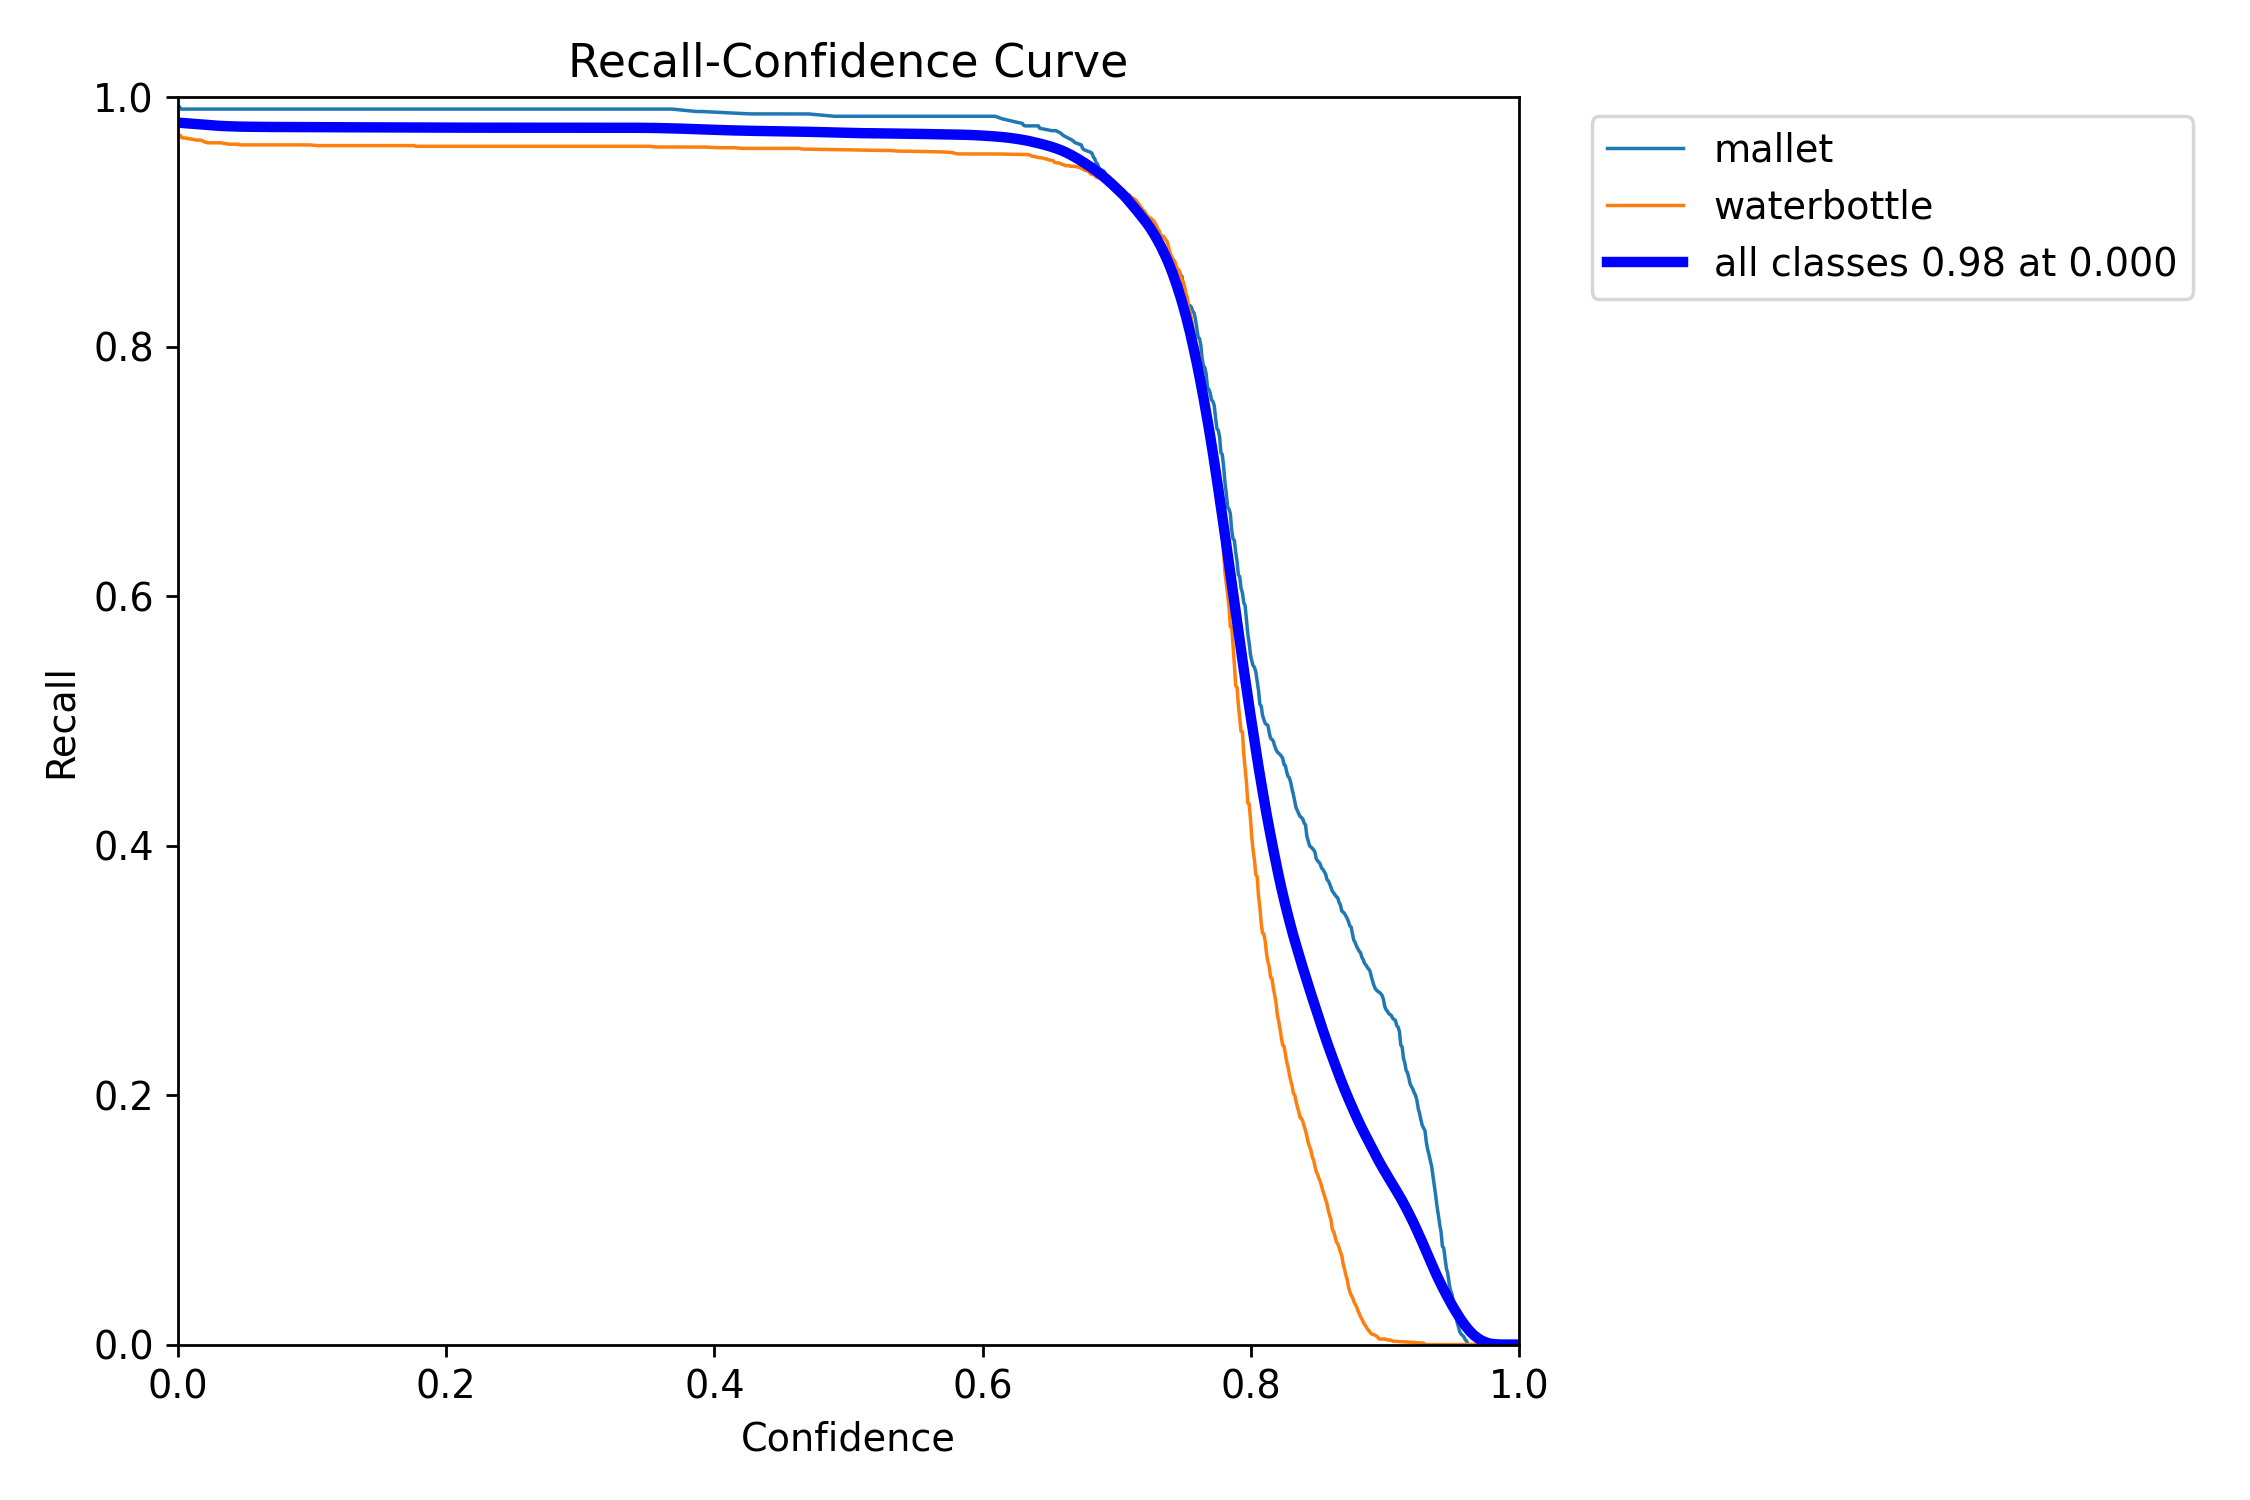 Recall-Confidence Curve
1.0
0.8
0.6
0.4
0.2
0.0
Recall
0.0 0.2 0.4 0.6 0.8 1.0
Confidence
mallet
waterbottle
all classes 0.98 at 0.000